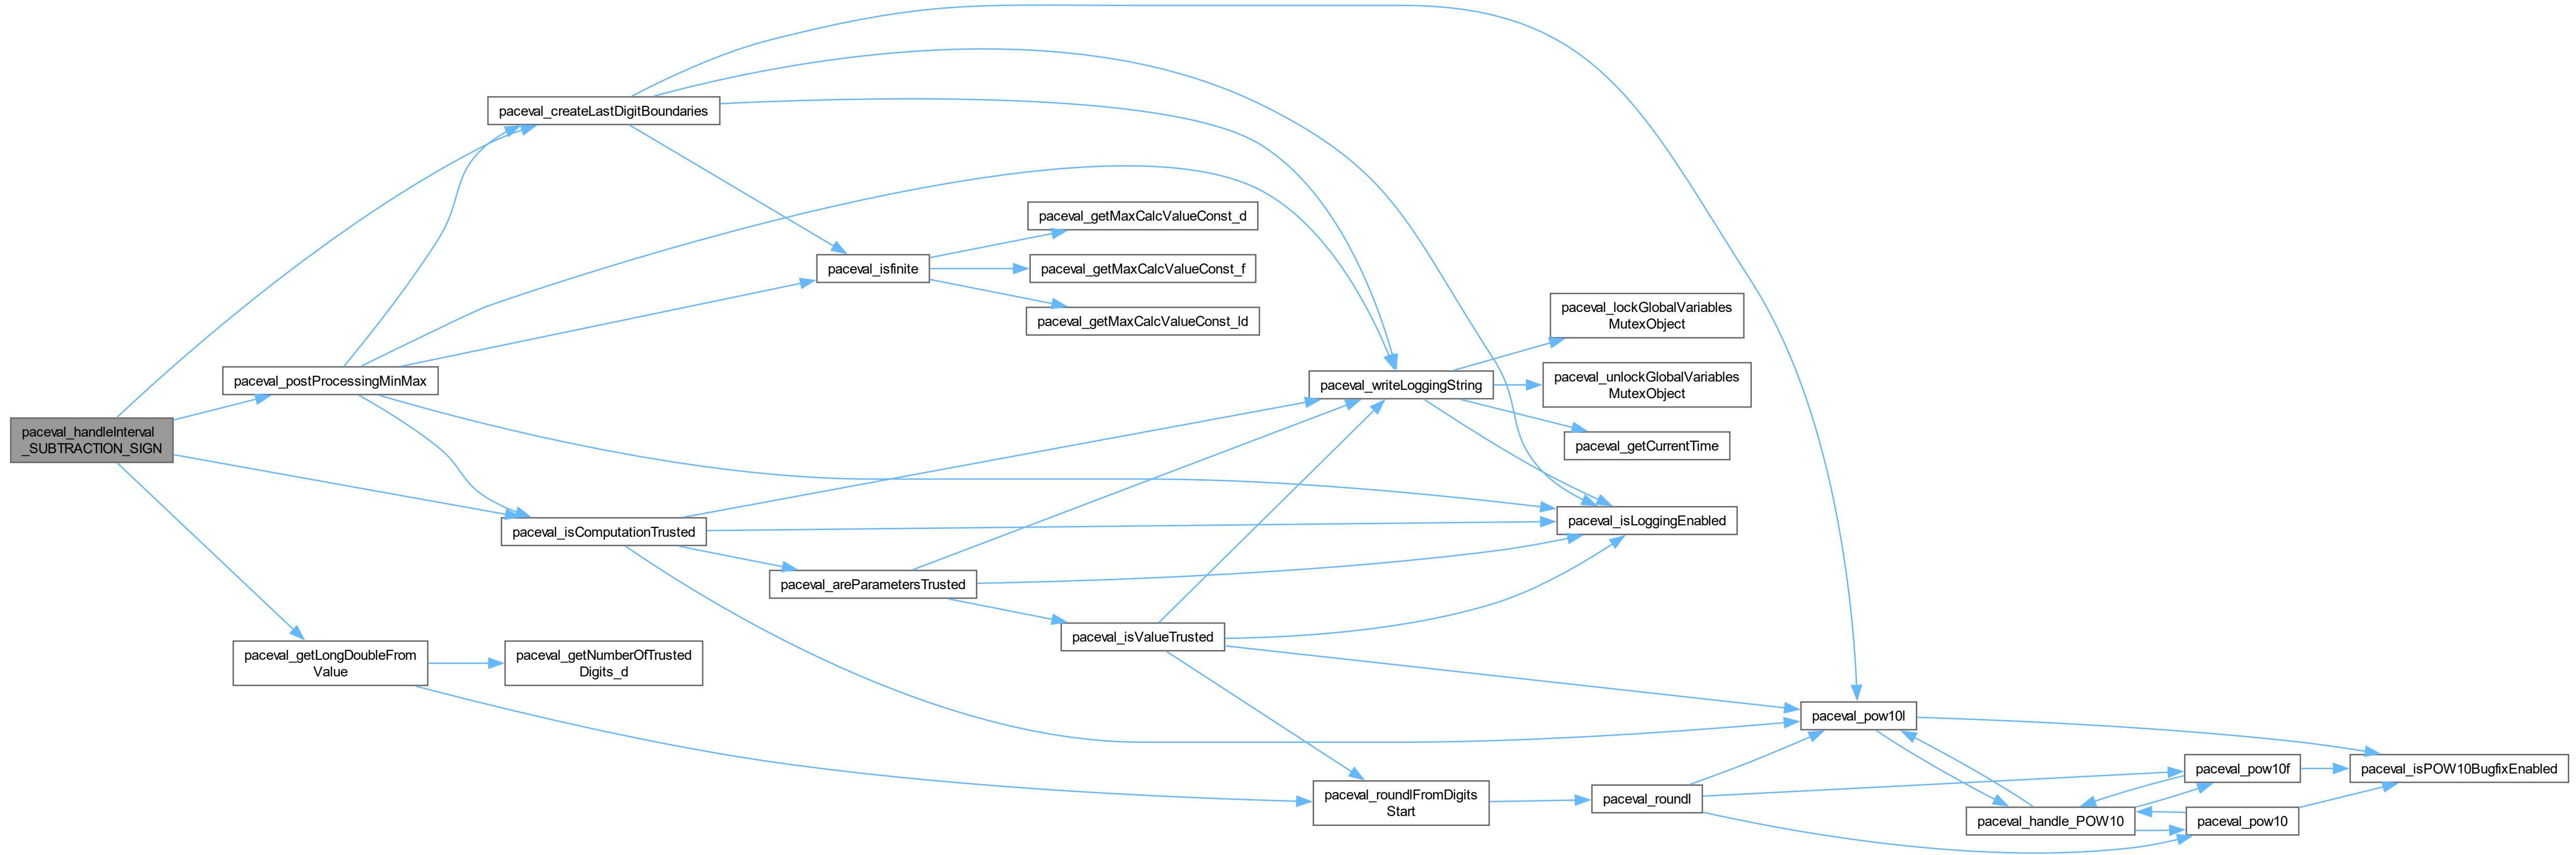 paceval_createLastDigitBoundaries
paceval_getMaxCalcValueConst_d
paceval_isfinite
paceval_getMaxCalcValueConst_f
paceval_getMaxCalcValueConst_ld
paceval_lockGlobalVariables
MutexObject
paceval_postProcessingMinMax
paceval_writeLoggingString
paceval_unlockGlobalVariables
MutexObject
paceval_handleInterval
_SUBTRACTION_SIGN
paceval_getCurrentTime
paceval_isComputationTrusted
paceval_isLoggingEnabled
paceval_areParametersTrusted
paceval_isValueTrusted
paceval_getLongDoubleFrom
Value
paceval_getNumberOfTrusted
Digits_d
paceval_pow10l
paceval_pow10f
paceval_isPOW10BugfixEnabled
paceval_roundlFromDigits
Start
paceval_roundl
paceval_handle_POW10
paceval_pow10